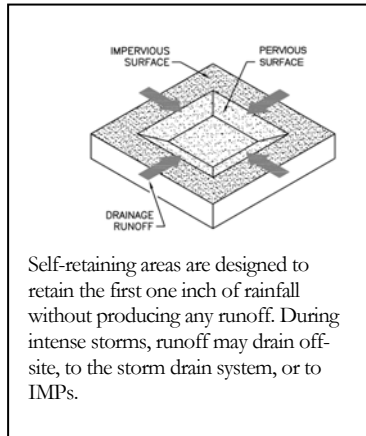 IMPERVIOUS
SURFACE
PERVIOUS
SURFACE
DRAINAGE
RUNOFF
Self-retaining areas are designed to
retain the first one inch of rainfall
without producing any runoff. During
intense storms, runoff may drain off-
site, to the storm drain system, or to
IMPs.